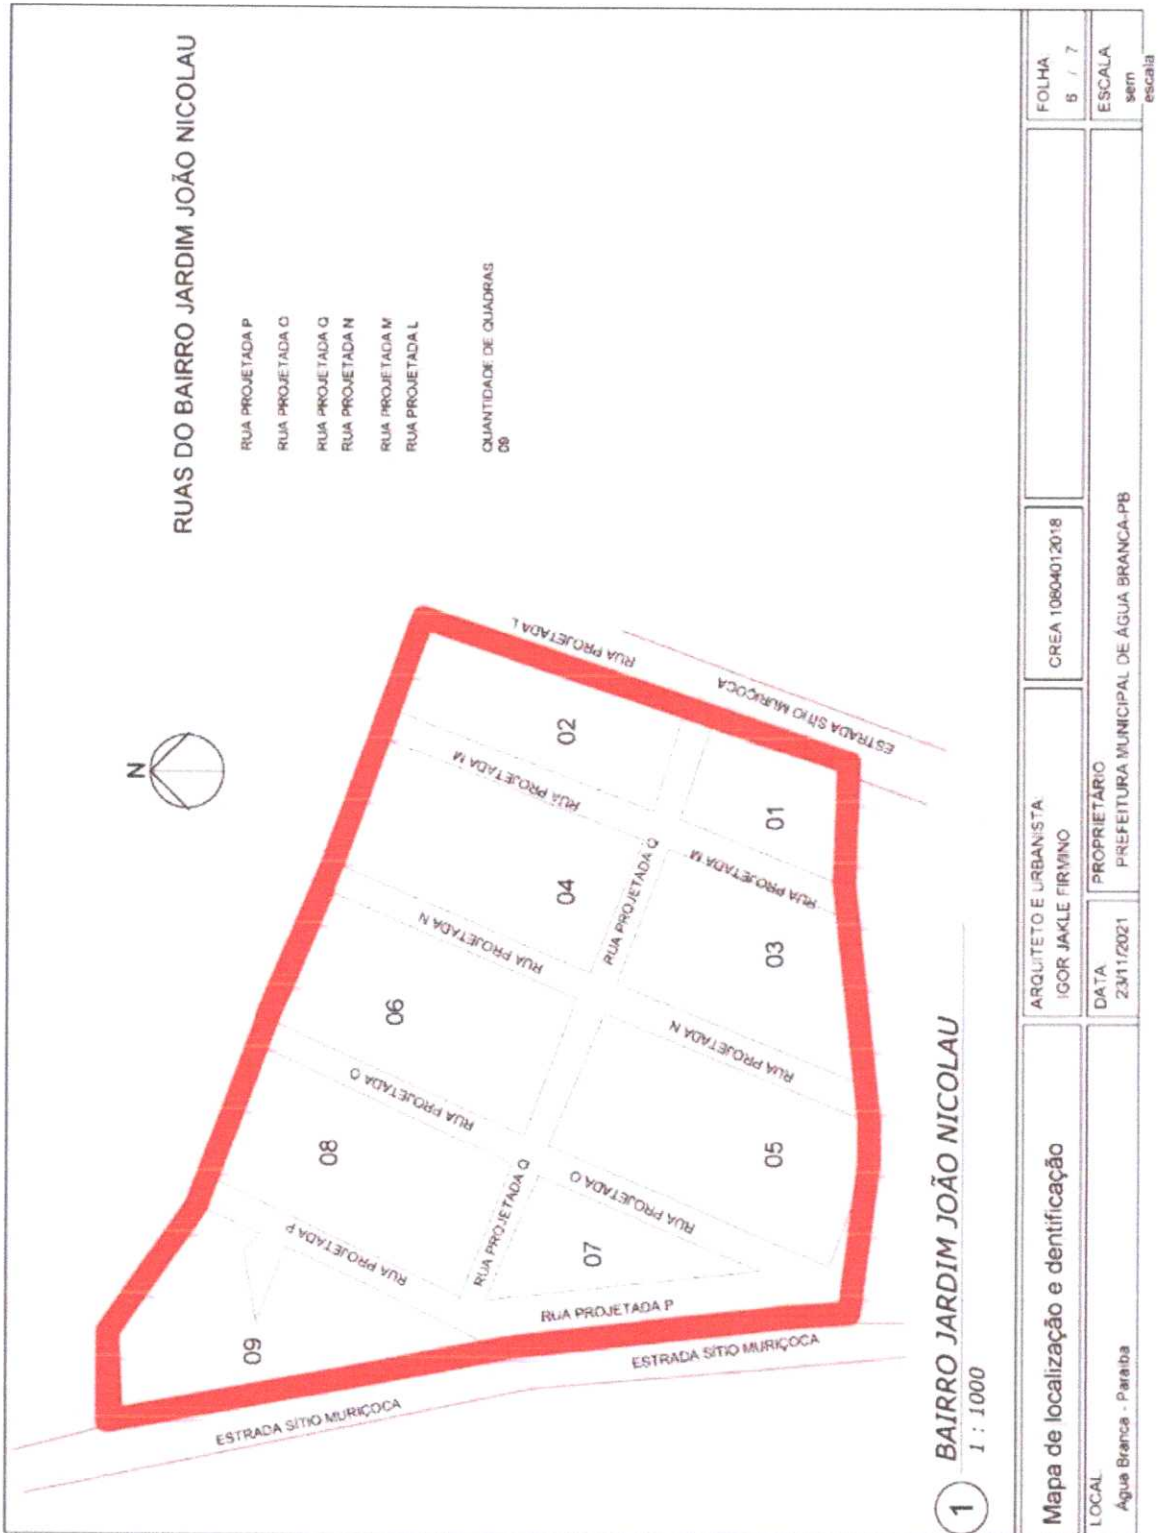 RUAS DO BAIRRO JARDIM JOÃO NICOLAU
RUA PROJETADA P
RUA PROJETADA O
RUA PROJETADA Q
RUA PROJETADA N
RUA PROJETADA M
RUA PROJETADA L
QUANTIDADE DE QUADRAS
09
N
RUA PROJETADA L
ESTRADA SÍTIO MURIÇOCA
02
RUA PROJETADA M
01
04
RUA PROJETADA Q
RUA PROJETADA M
RUA PROJETADA N
03
06
RUA PROJETADA N
RUA PROJETADA O
08
05
RUA PROJETADA Q
RUA PROJETADA O
RUA PROJETADA P
07
09
RUA PROJETADA P
ESTRADA SÍTIO MURIÇOCA
ESTRADA SÍTIO MURIÇOCA
1
BAIRRO JARDIM JOÃO NICOLAU
1 : 1000
Mapa de localização e dentificação
ARQUITETO E URBANISTA:
IGOR JAKLE FIRMINO
CREA 10804012018
FOLHA:
6 / 7
LOCAL
Água Branca - Paraiba
DATA
23/11/2021
PROPRIETÁRIO
PREFEITURA MUNICIPAL DE ÁGUA BRANCA-PB
ESCALA
sem
escala